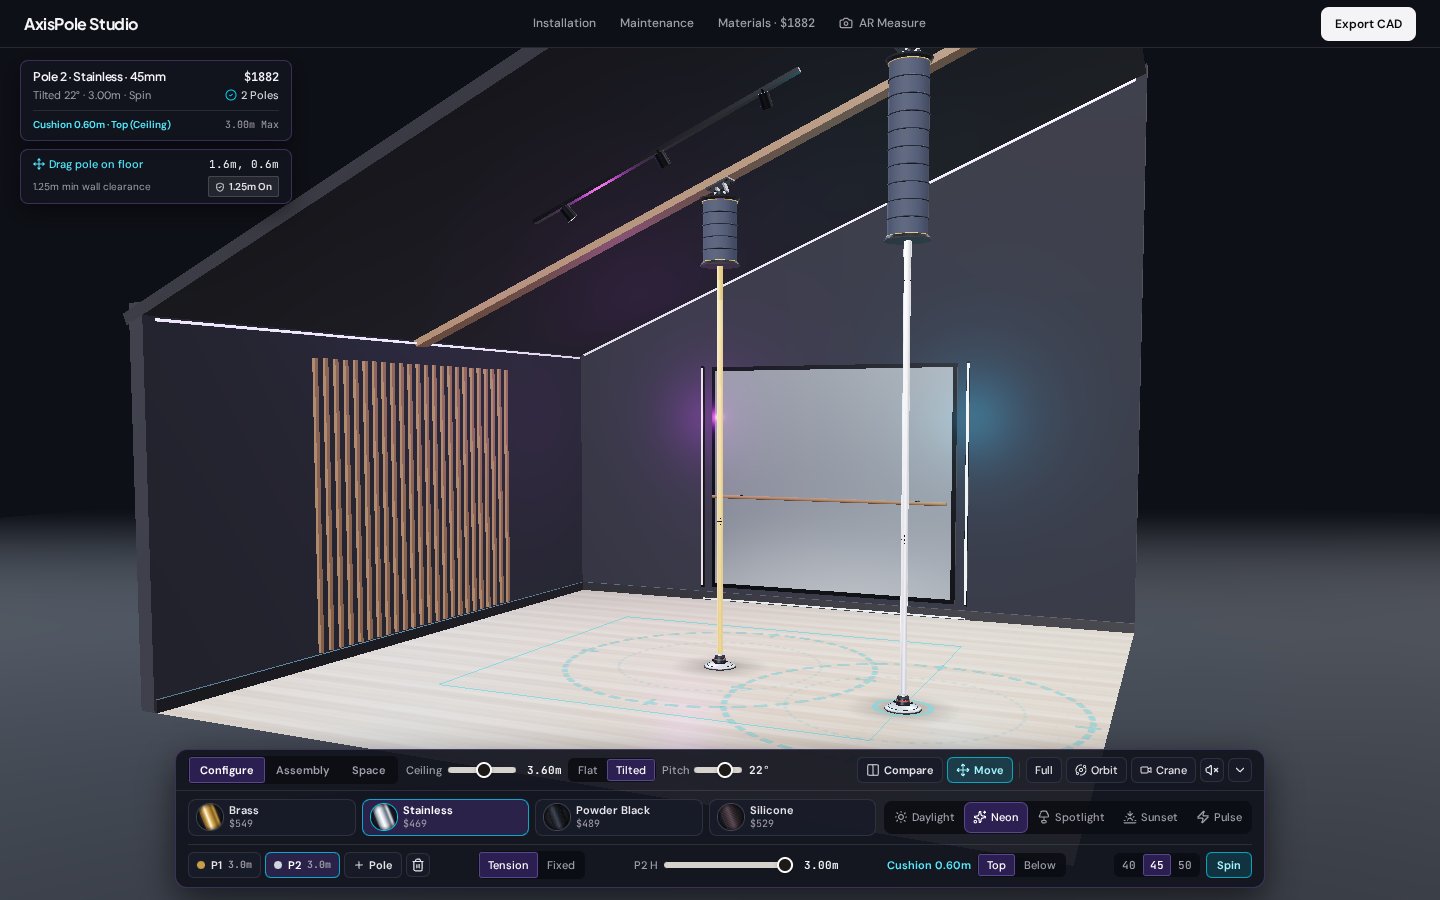 AxisPole Studio
Installation
Maintenance
Materials · $1882
AR Measure
Export CAD
Pole 2 · Stainless · 45mm $1882
Tilted 22° · 3.00m · Spin 2 Poles
Cushion 0.60m · Top (Ceiling) 3.00m Max
Drag pole on floor 1.6m, 0.6m
1.25m min wall clearance 1.25m On
Configure Assembly Space Ceiling 3.60m Flat Tilted Pitch 22° Compare Move Full Orbit Crane
Brass
$549
Stainless
$469
Powder Black
$489
Silicone
$529
Daylight Neon Spotlight Sunset Pulse
P1 3.0m P2 3.0m + Pole Tension Fixed P2 H 3.00m Cushion 0.60m Top Below 40 45 50 Spin